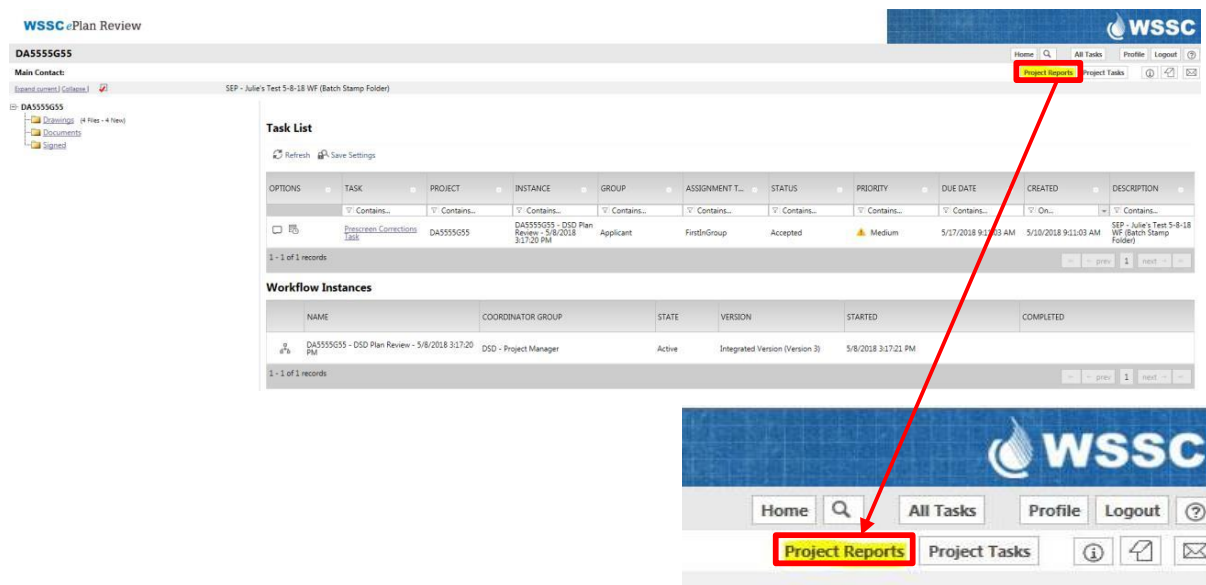 WSSC ePlan Review
WSSC
DA5555G55
Home All Tasks Profile Logout ?
Main Contact:
Project Reports Project Tasks
Expand current | Collapse |
SEP - Julie's Test 5-8-18 WF (Batch Stamp Folder)
DA5555G55
Drawings (4 Files - 4 New)
Documents
Signed
Task List
Refresh Save Settings
OPTIONS TASK PROJECT INSTANCE GROUP ASSIGNMENT T... STATUS PRIORITY DUE DATE CREATED DESCRIPTION
Contains... Contains... Contains... Contains... Contains... Contains... Contains... Contains... On... Contains...
Prescreen Corrections Task DA5555G55 DA5555G55 - DSD Plan Review - 5/8/2018 3:17:20 PM Applicant FirstInGroup Accepted Medium 5/17/2018 9:11:03 AM 5/10/2018 9:11:03 AM SEP - Julie's Test 5-8-18 WF (Batch Stamp Folder)
1 - 1 of 1 records
prev 1 next
Workflow Instances
NAME COORDINATOR GROUP STATE VERSION STARTED COMPLETED
DA5555G55 - DSD Plan Review - 5/8/2018 3:17:20 PM DSD - Project Manager Active Integrated Version (Version 3) 5/8/2018 3:17:21 PM
1 - 1 of 1 records
prev 1 next
WSSC
Home All Tasks Profile Logout ?
Project Reports Project Tasks